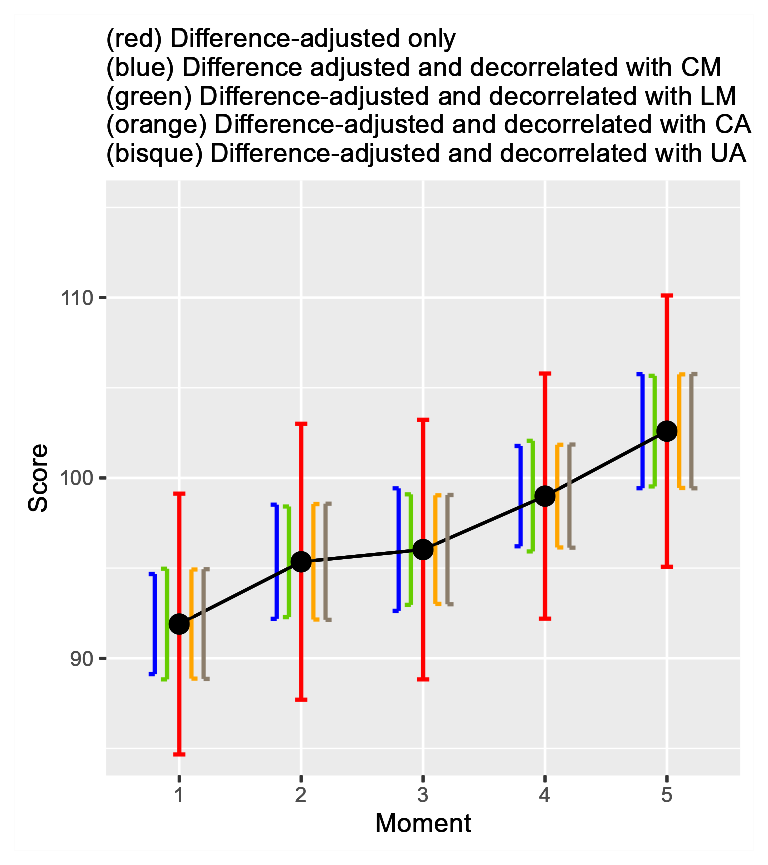 (red) Difference-adjusted only
(blue) Difference adjusted and decorrelated with CM
(green) Difference-adjusted and decorrelated with LM
(orange) Difference-adjusted and decorrelated with CA
(bisque) Difference-adjusted and decorrelated with UA
110
100
90
Score
1 2 3 4 5
Moment